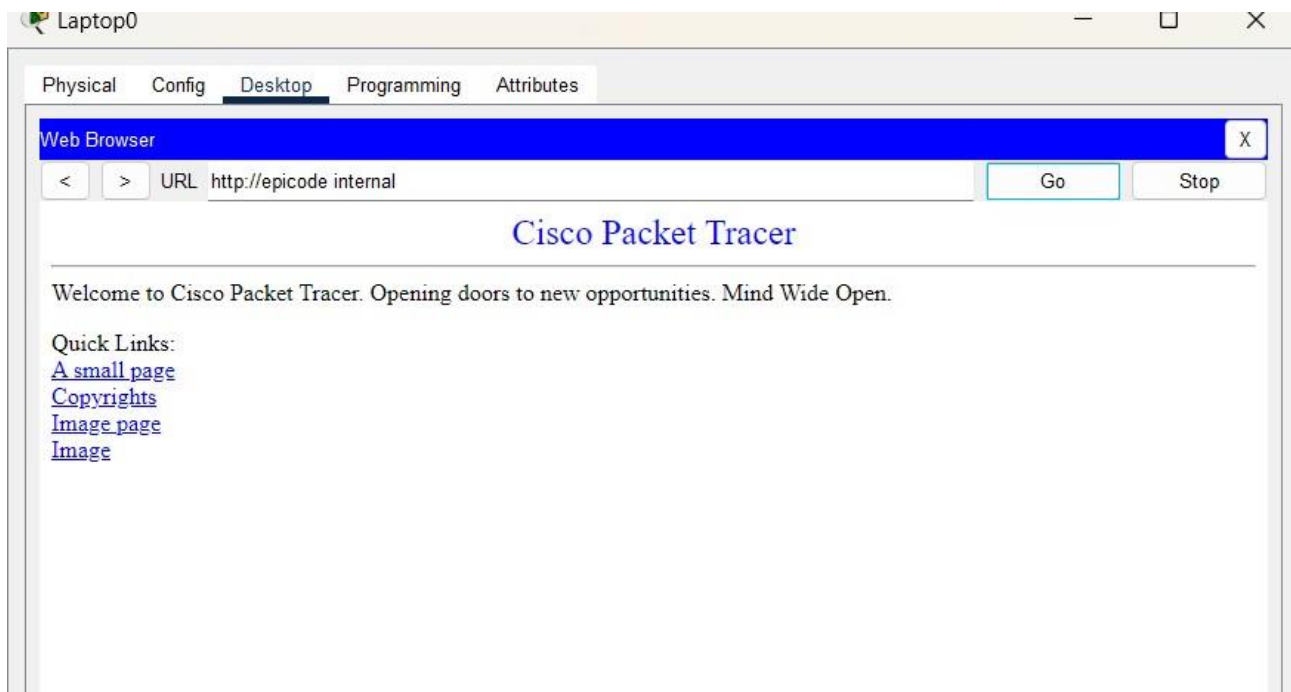 Laptop0
Physical Config Desktop Programming Attributes
Web Browser X
< > URL http://epicode internal Go Stop
Cisco Packet Tracer
Welcome to Cisco Packet Tracer. Opening doors to new opportunities. Mind Wide Open.
Quick Links:
A small page
Copyrights
Image page
Image